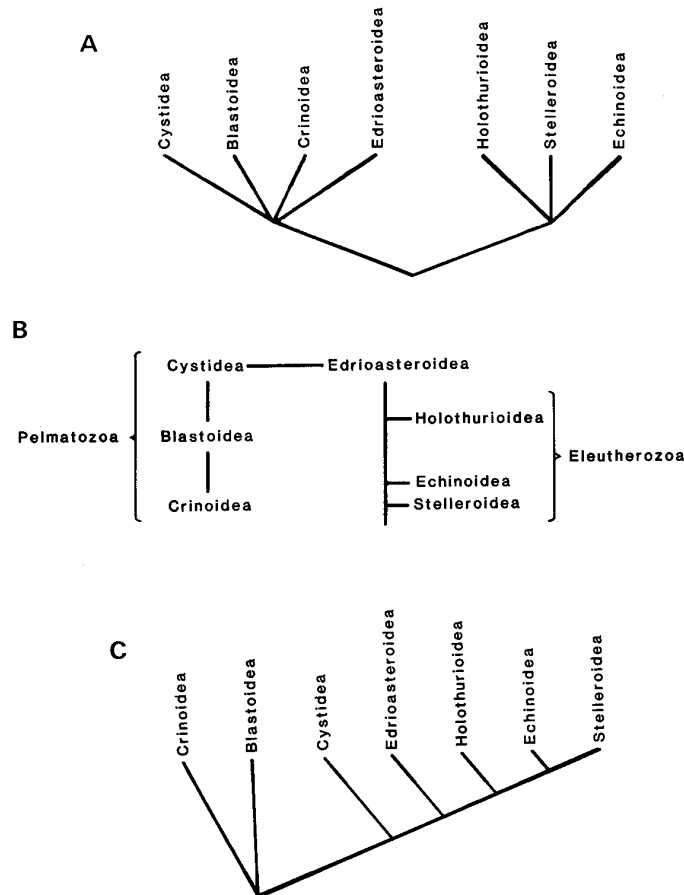 A
Cystidea
Blastoidea
Crinoidea
Edrioasteroidea
Holothurioidea
Stelleroidea
Echinoidea
B
Cystidea
Edrioasteroidea
Holothurioidea
Pelmatozoa
Blastoidea
Eleutherozoa
Echinoidea
Crinoidea
Stelleroidea
C
Crinoidea
Blastoidea
Cystidea
Edrioasteroidea
Holothurioidea
Echinoidea
Stelleroidea